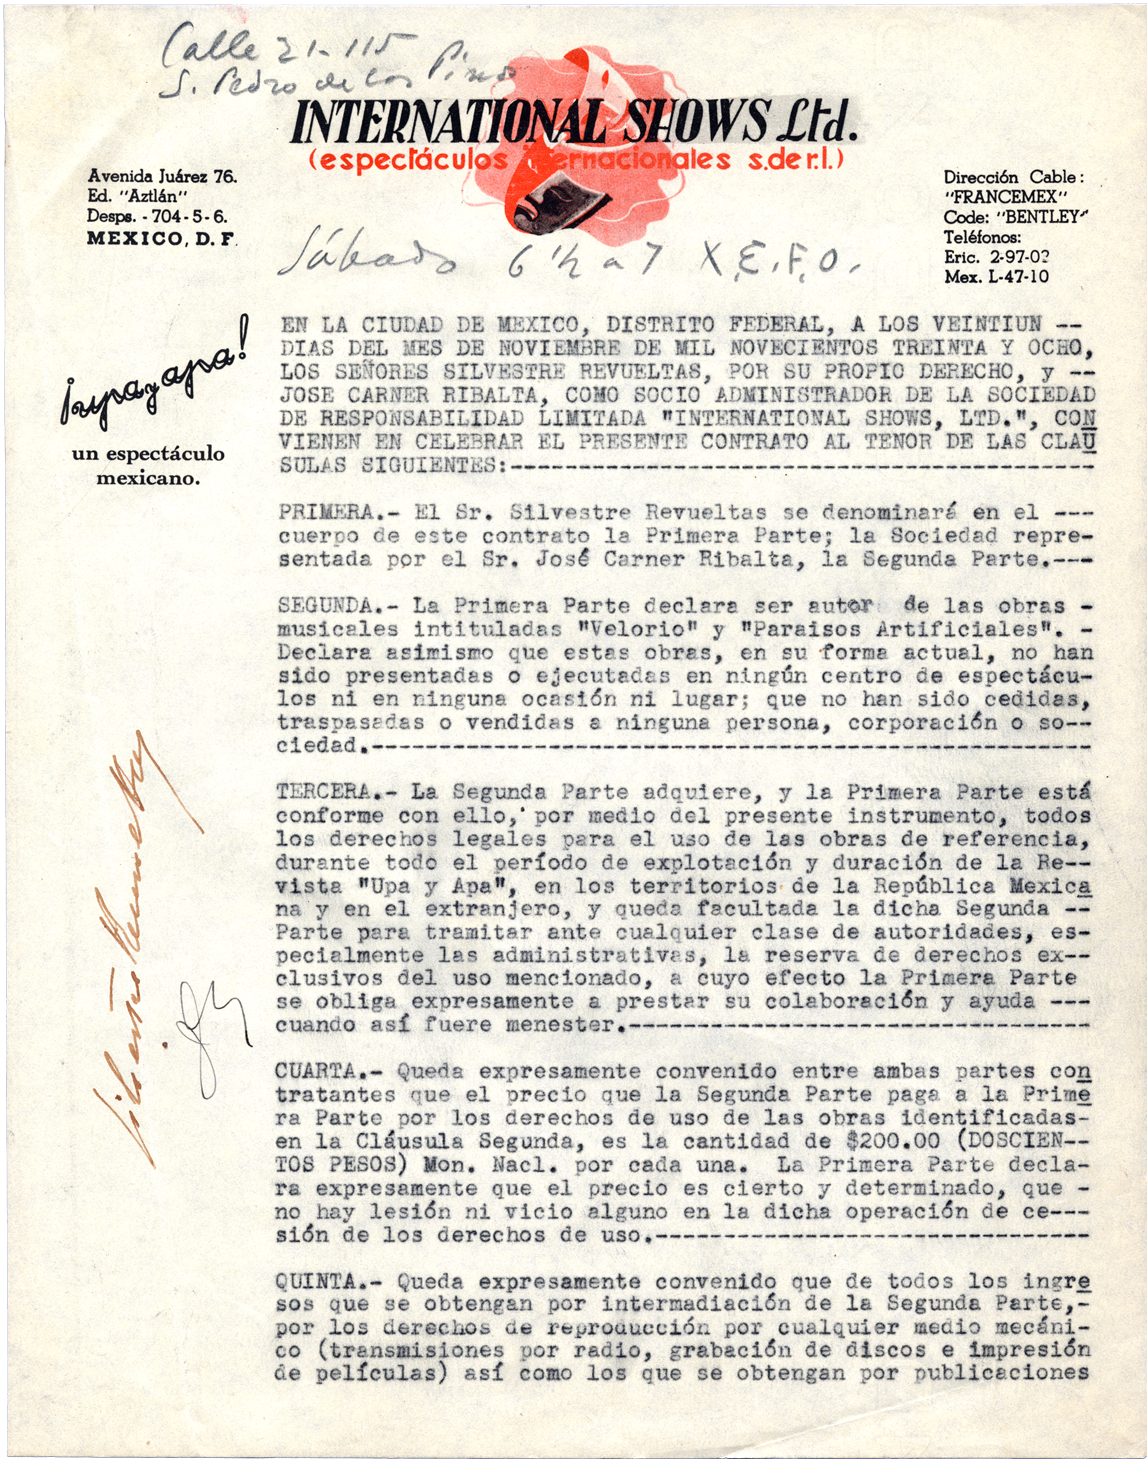 Calle 21-115
S. Pedro de los Pinos
INTERNATIONAL SHOWS Ltd.
(espectáculos internacionales s.de r.l.)
Avenida Juárez 76.
Ed. "Aztlán"
Desps. - 704-5-6.
MEXICO, D. F.
Dirección Cable:
"FRANCEMEX"
Code: "BENTLEY"
Teléfonos:
Eric. 2-97-02
Mex. L-47-10
Sábado 6 ½ a 7 X.E.F.O.
¡upa y apa!
un espectáculo
mexicano.
EN LA CIUDAD DE MEXICO, DISTRITO FEDERAL, A LOS VEINTIUN --
DIAS DEL MES DE NOVIEMBRE DE MIL NOVECIENTOS TREINTA Y OCHO,
LOS SEÑORES SILVESTRE REVUELTAS, POR SU PROPIO DERECHO, y --
JOSE CARNER RIBALTA, COMO SOCIO ADMINISTRADOR DE LA SOCIEDAD
DE RESPONSABILIDAD LIMITADA "INTERNATIONAL SHOWS, LTD.", CON
VIENEN EN CELEBRAR EL PRESENTE CONTRATO AL TENOR DE LAS CLAU
SULAS SIGUIENTES:-------------------------------------------
PRIMERA.- El Sr. Silvestre Revueltas se denominará en el ---
cuerpo de este contrato la Primera Parte; la Sociedad repre-
sentada por el Sr. José Carner Ribalta, la Segunda Parte.---
SEGUNDA.- La Primera Parte declara ser autor de las obras -
musicales intituladas "Velorio" y "Paraisos Artificiales". -
Declara asimismo que estas obras, en su forma actual, no han
sido presentadas o ejecutadas en ningún centro de espectácu-
los ni en ninguna ocasión ni lugar; que no han sido cedidas,
traspasadas o vendidas a ninguna persona, corporación o so--
ciedad.-----------------------------------------------------
TERCERA.- La Segunda Parte adquiere, y la Primera Parte está
conforme con ello, por medio del presente instrumento, todos
los derechos legales para el uso de las obras de referencia,
durante todo el período de explotación y duración de la Re--
vista "Upa y Apa", en los territorios de la República Mexica
na y en el extranjero, y queda facultada la dicha Segunda --
Parte para tramitar ante cualquier clase de autoridades, es-
pecialmente las administrativas, la reserva de derechos ex--
clusivos del uso mencionado, a cuyo efecto la Primera Parte
se obliga expresamente a prestar su colaboración y ayuda ---
cuando así fuere menester.----------------------------------
CUARTA.- Queda expresamente convenido entre ambas partes con
tratantes que el precio que la Segunda Parte paga a la Prime
ra Parte por los derechos de uso de las obras identificadas-
en la Cláusula Segunda, es la cantidad de $200.00 (DOSCIEN--
TOS PESOS) Mon. Nacl. por cada una. La Primera Parte decla-
ra expresamente que el precio es cierto y determinado, que -
no hay lesión ni vicio alguno en la dicha operación de ce---
sión de los derechos de uso.--------------------------------
QUINTA.- Queda expresamente convenido que de todos los ingre
sos que se obtengan por intermadiación de la Segunda Parte,-
por los derechos de reproducción por cualquier medio mecáni-
co (transmisiones por radio, grabación de discos e impresión
de películas) así como los que se obtengan por publicaciones
Silvestre Revueltas